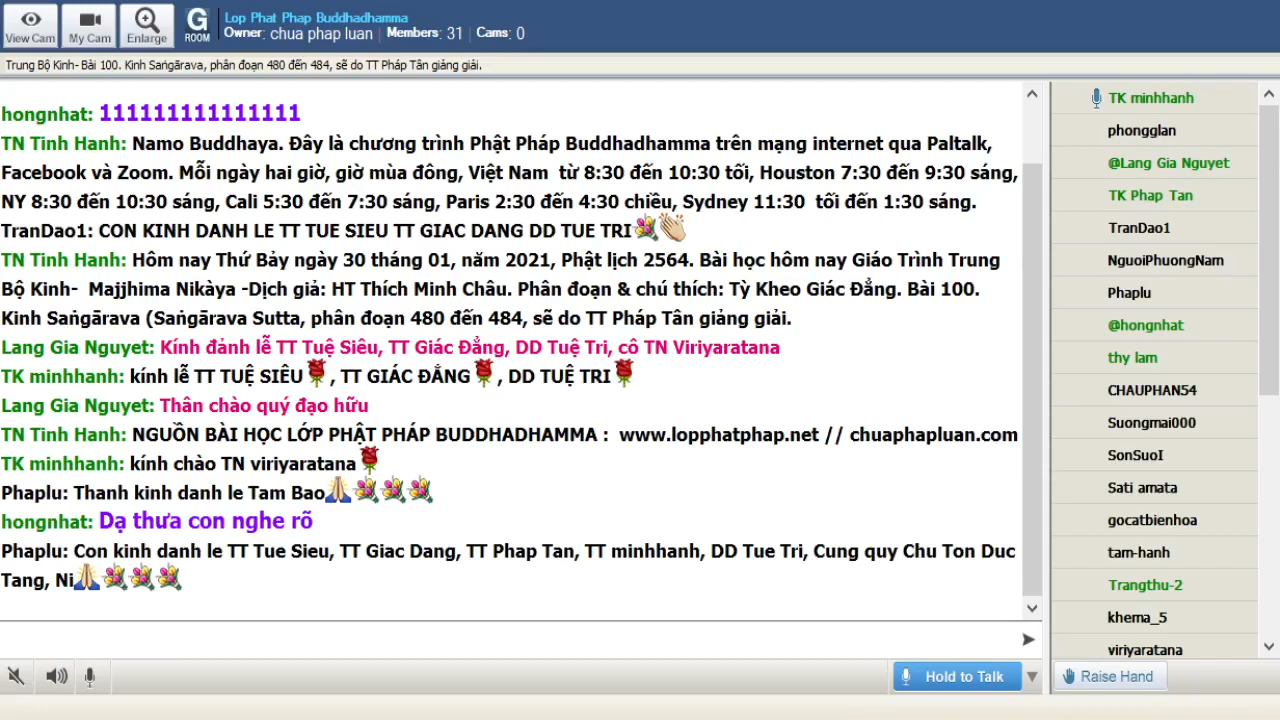 View Cam
My Cam
Enlarge
G
ROOM
Lop Phat Phap Buddhadhamma
Owner: chua phap luan Members: 31 Cams: 0
Trung Bộ Kinh- Bài 100. Kinh Saṅgārava, phân đoạn 480 đến 484, sẽ do TT Pháp Tân giảng giải.
hongnhat: 111111111111111
TN Tinh Hanh: Namo Buddhaya. Đây là chương trình Phật Pháp Buddhadhamma trên mạng internet qua Paltalk,
Facebook và Zoom. Mỗi ngày hai giờ, giờ mùa đông, Việt Nam từ 8:30 đến 10:30 tối, Houston 7:30 đến 9:30 sáng,
NY 8:30 đến 10:30 sáng, Cali 5:30 đến 7:30 sáng, Paris 2:30 đến 4:30 chiều, Sydney 11:30 tối đến 1:30 sáng.
TranDao1: CON KINH DANH LE TT TUE SIEU TT GIAC DANG DD TUE TRI
TN Tinh Hanh: Hôm nay Thứ Bảy ngày 30 tháng 01, năm 2021, Phật lịch 2564. Bài học hôm nay Giáo Trình Trung
Bộ Kinh- Majjhima Nikàya -Dịch giả: HT Thích Minh Châu. Phân đoạn & chú thích: Tỳ Kheo Giác Đẳng. Bài 100.
Kinh Saṅgārava (Saṅgārava Sutta, phân đoạn 480 đến 484, sẽ do TT Pháp Tân giảng giải.
Lang Gia Nguyet: Kính đảnh lễ TT Tuệ Siêu, TT Giác Đẳng, DD Tuệ Tri, cô TN Viriyaratana
TK minhhanh: kính lễ TT TUỆ SIÊU, TT GIÁC ĐẲNG, DD TUỆ TRI
Lang Gia Nguyet: Thân chào quý đạo hữu
TN Tinh Hanh: NGUỒN BÀI HỌC LỚP PHẬT PHÁP BUDDHADHAMMA : www.lopphatphap.net // chuaphapluan.com
TK minhhanh: kính chào TN viriyaratana
Phaplu: Thanh kinh danh le Tam Bao
hongnhat: Dạ thưa con nghe rõ
Phaplu: Con kinh danh le TT Tue Sieu, TT Giac Dang, TT Phap Tan, TT minhhanh, DD Tue Tri, Cung quy Chu Ton Duc
Tang, Ni
TK minhhanh
phongglan
@Lang Gia Nguyet
TK Phap Tan
TranDao1
NguoiPhuongNam
Phaplu
@hongnhat
thy lam
CHAUPHAN54
Suongmai000
SonSuoI
Sati amata
gocatbienhoa
tam-hanh
Trangthu-2
khema_5
viriyaratana
Hold to Talk
Raise Hand